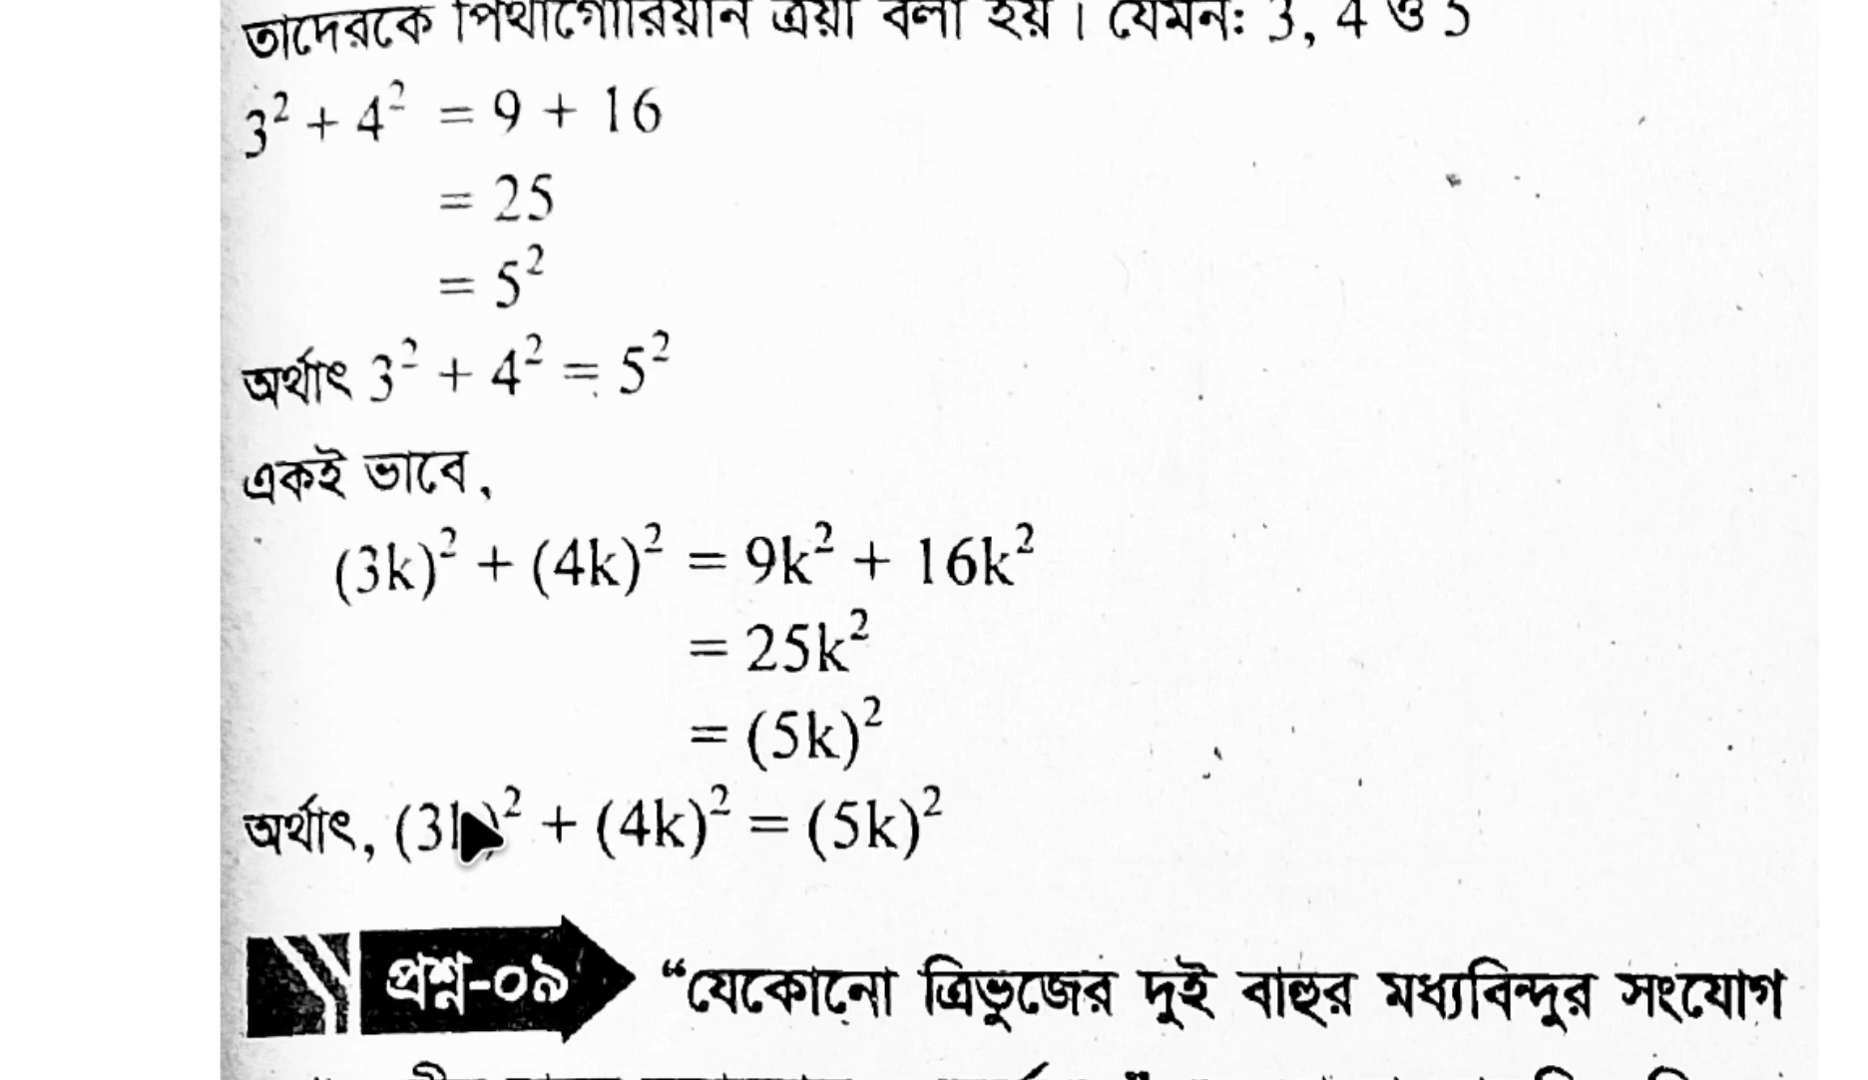 তাদেরকে পিথাগোরিয়ান ত্রয়ী বলা হয়। যেমন: 3, 4 ও 5
3² + 4² = 9 + 16
= 25
= 5²
অর্থাৎ 3² + 4² = 5²
একই ভাবে,
(3k)² + (4k)² = 9k² + 16k²
= 25k²
= (5k)²
অর্থাৎ, (3k)² + (4k)² = (5k)²
প্রশ্ন-০৯ “যেকোনো ত্রিভুজের দুই বাহুর মধ্যবিন্দুর সংযোগ